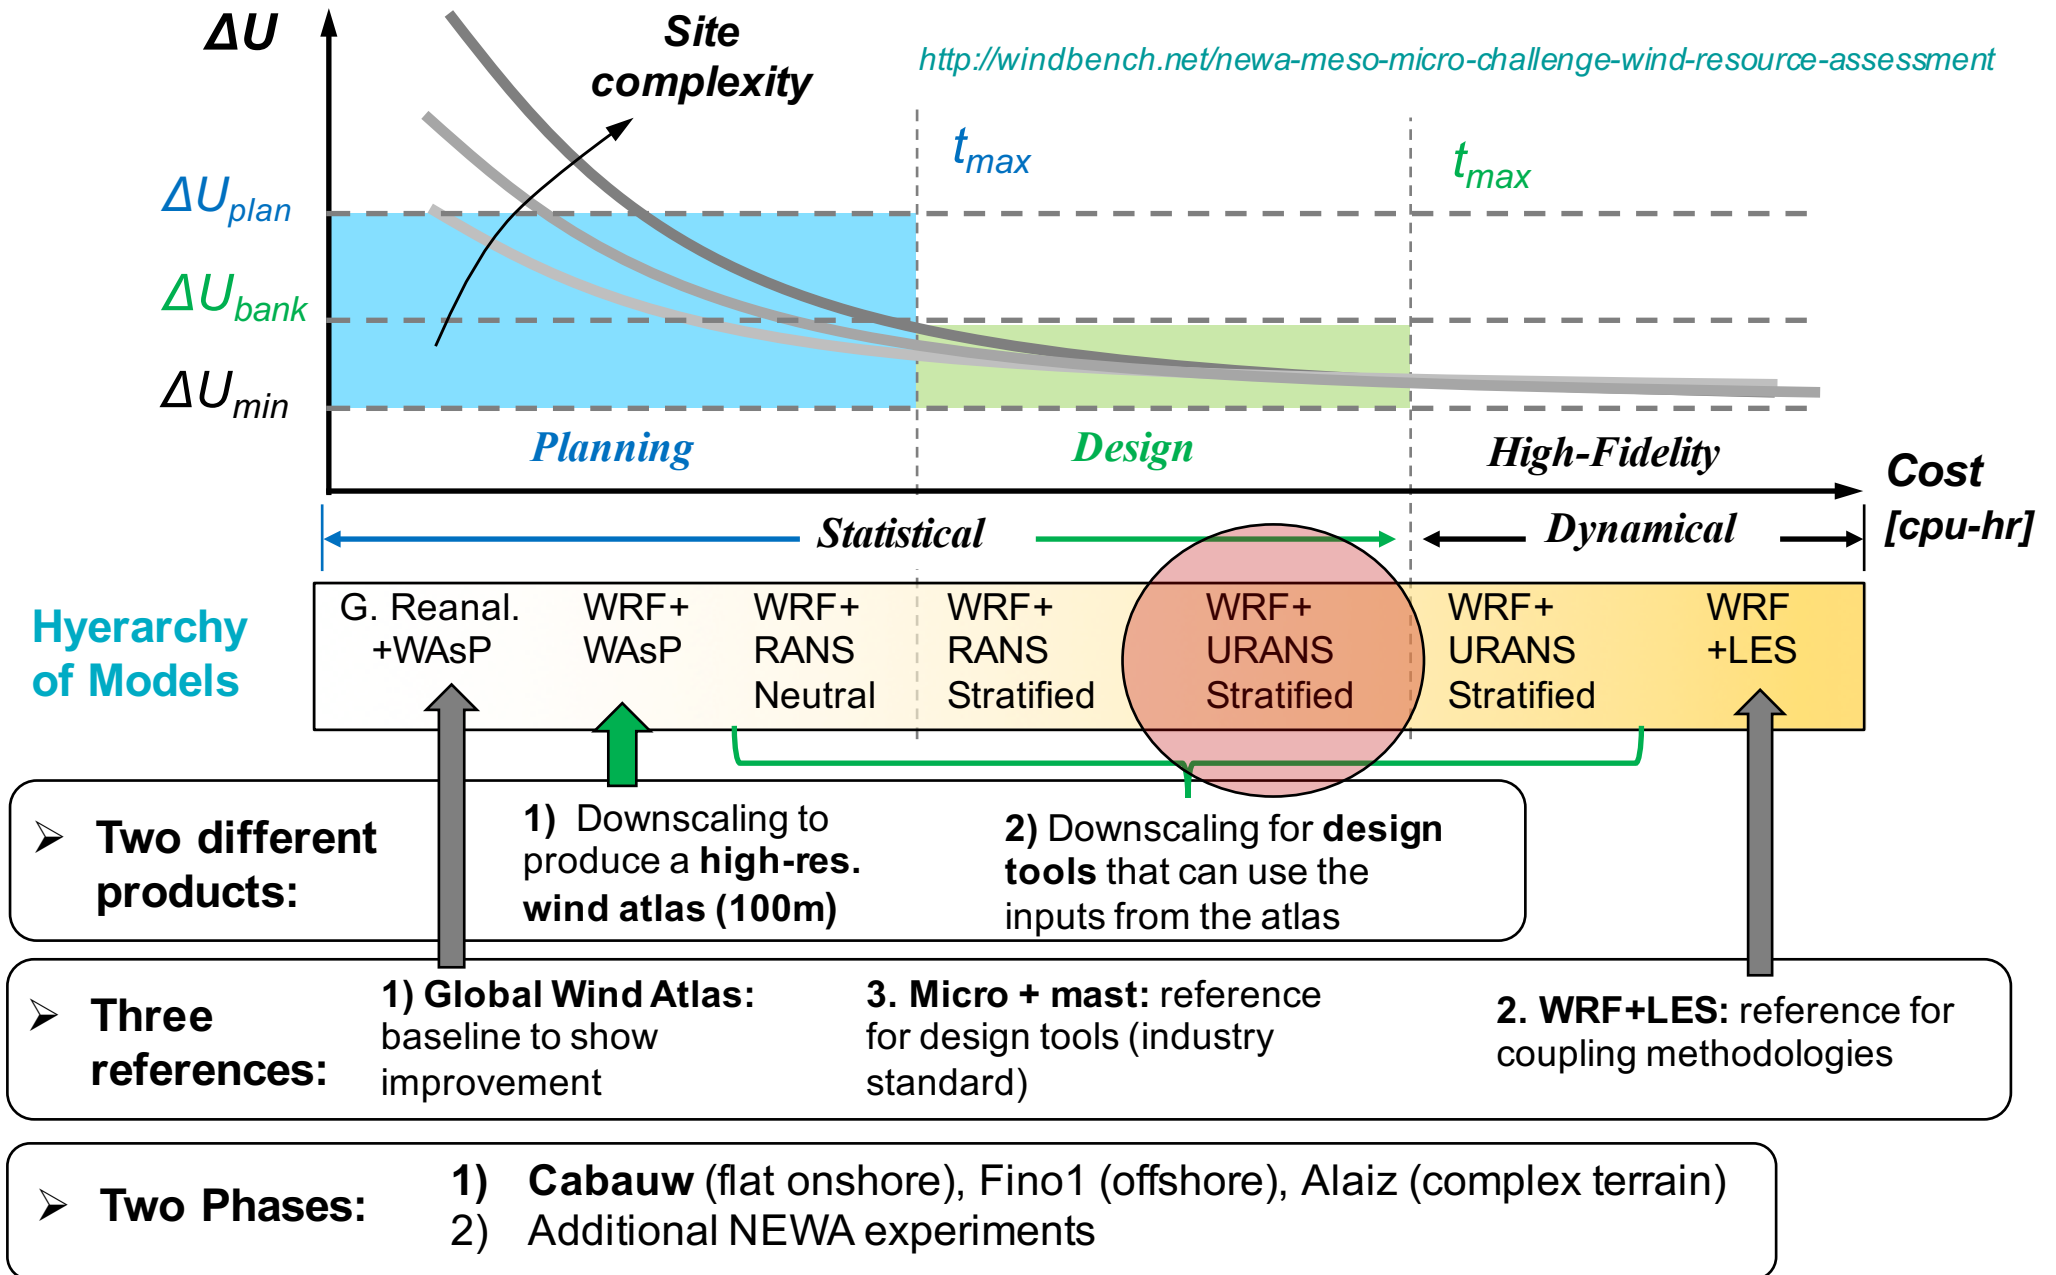 ΔU
Site
complexity
http://windbench.net/newa-meso-micro-challenge-wind-resource-assessment
t_max
t_max
ΔU_plan
ΔU_bank
ΔU_min
Planning
Design
High-Fidelity
Cost
[cpu-hr]
Statistical
Dynamical
Hyerarchy
of Models
G. Reanal.
+WAsP
WRF+
WAsP
WRF+
RANS
Neutral
WRF+
RANS
Stratified
WRF+
URANS
Stratified
WRF+
URANS
Stratified
WRF
+LES
➢ Two different
products:
1) Downscaling to
produce a high-res.
wind atlas (100m)
2) Downscaling for design
tools that can use the
inputs from the atlas
➢ Three
references:
1) Global Wind Atlas:
baseline to show
improvement
3. Micro + mast: reference
for design tools (industry
standard)
2. WRF+LES: reference for
coupling methodologies
➢ Two Phases:
1) Cabauw (flat onshore), Fino1 (offshore), Alaiz (complex terrain)
2) Additional NEWA experiments